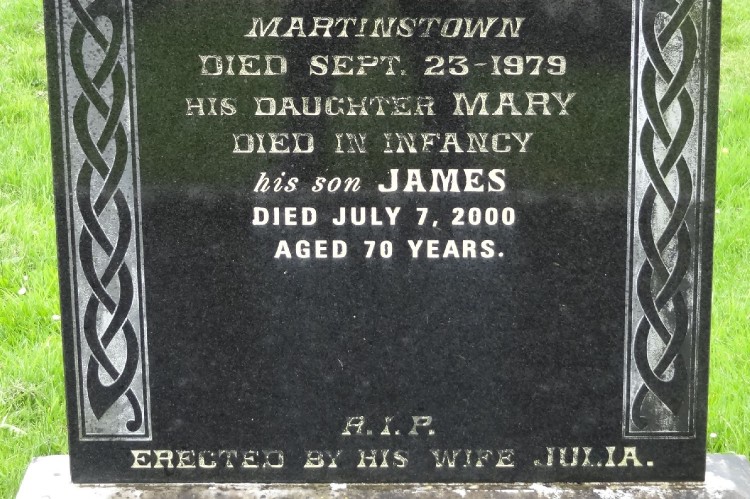 MARTINSTOWN
DIED SEPT. 23-1979
HIS DAUGHTER MARY
DIED IN INFANCY
his son JAMES
DIED JULY 7, 2000
AGED 70 YEARS.
R.I.P.
ERECTED BY HIS WIFE JULIA.